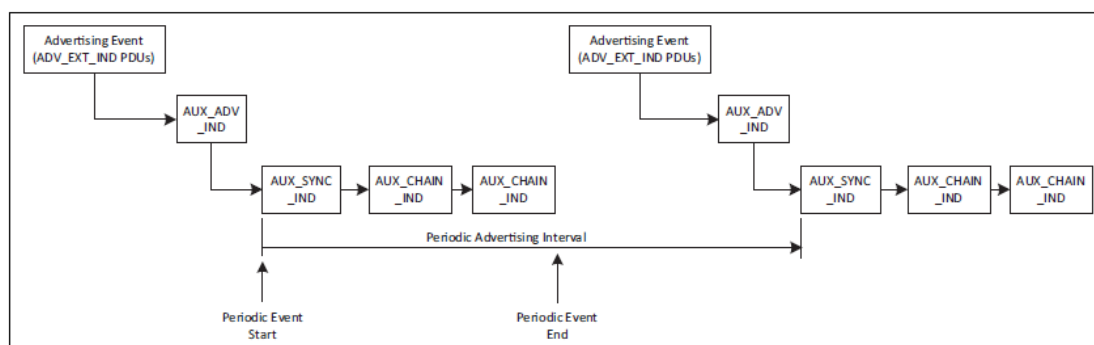 Advertising Event
(ADV_EXT_IND PDUs)
Advertising Event
(ADV_EXT_IND PDUs)
AUX_ADV
_IND
AUX_ADV
_IND
AUX_SYNC
_IND
AUX_CHAIN
_IND
AUX_CHAIN
_IND
AUX_SYNC
_IND
AUX_CHAIN
_IND
AUX_CHAIN
_IND
Periodic Advertising Interval
Periodic Event
Start
Periodic Event
End